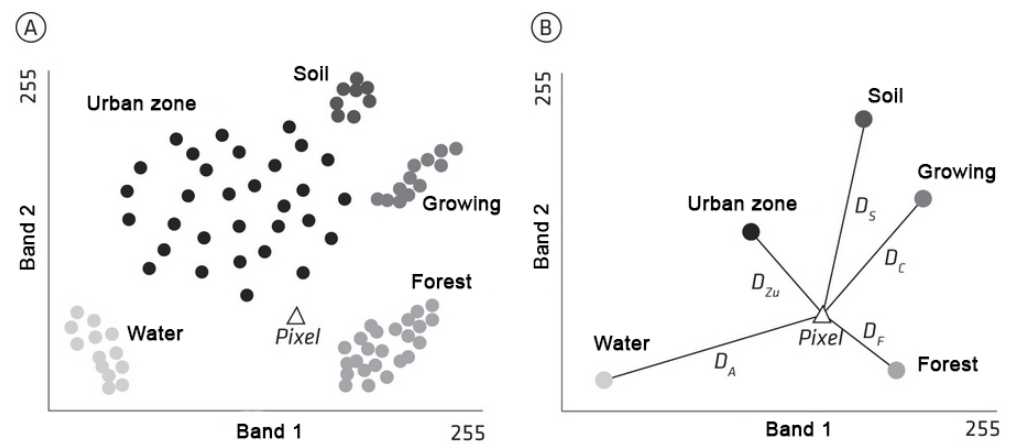 A
255
Band 2
Urban zone
Soil
Growing
Forest
Water
Pixel
Band 1
255
B
255
Band 2
Soil
Growing
Urban zone
D_S
D_C
D_Zu
Pixel
D_F
Water
D_A
Forest
Band 1
255